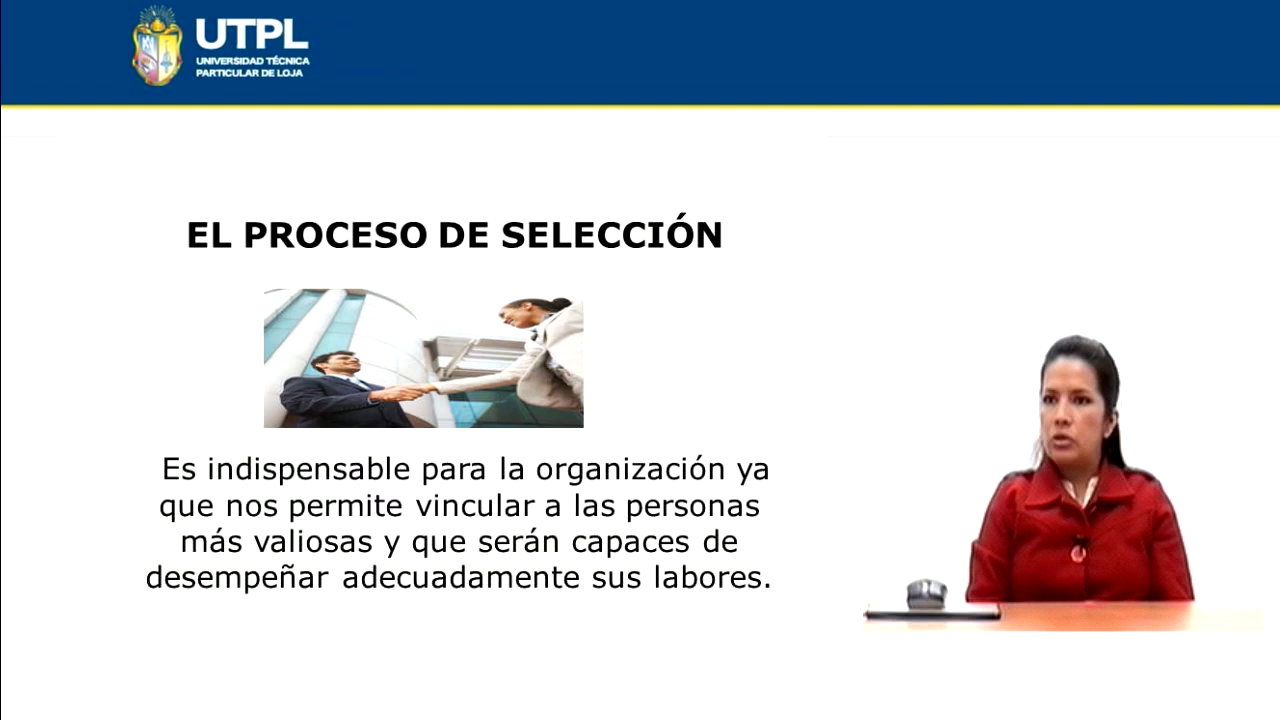 UTPL
UNIVERSIDAD TÉCNICA
PARTICULAR DE LOJA
EL PROCESO DE SELECCIÓN
Es indispensable para la organización ya
que nos permite vincular a las personas
más valiosas y que serán capaces de
desempeñar adecuadamente sus labores.